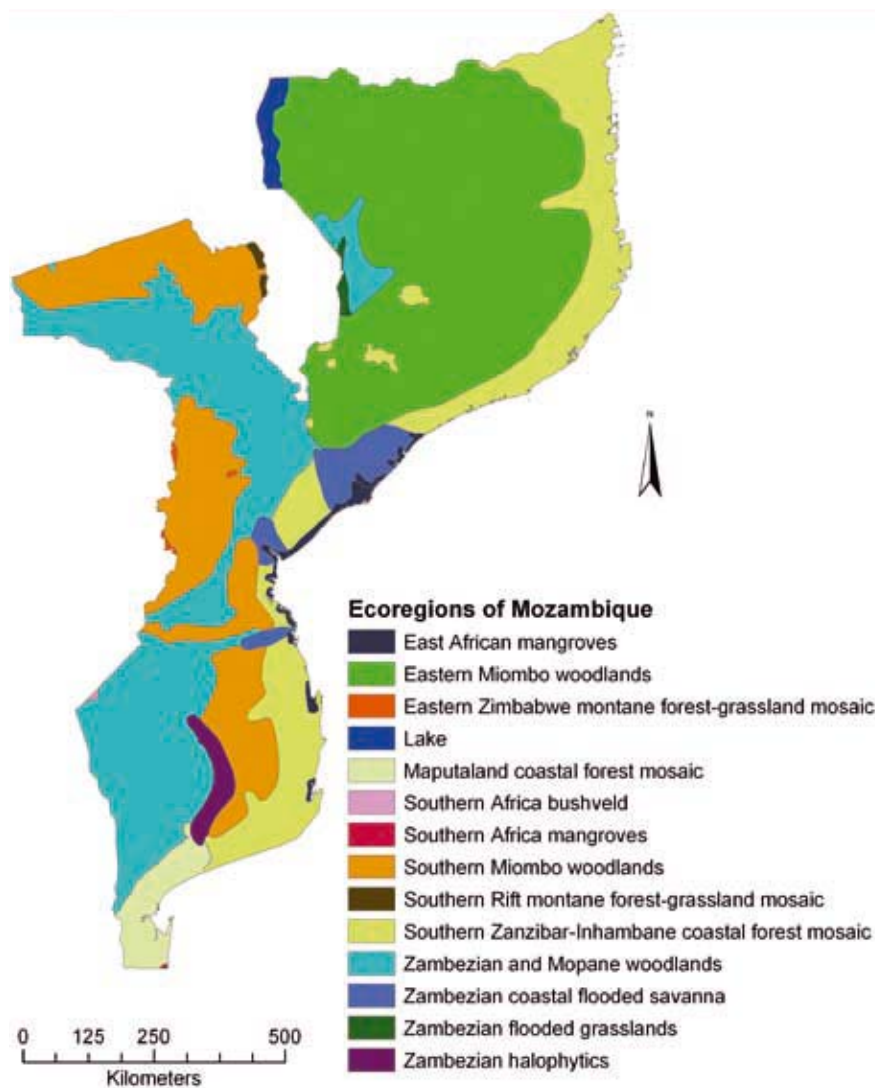 N
Ecoregions of Mozambique
East African mangroves
Eastern Miombo woodlands
Eastern Zimbabwe montane forest-grassland mosaic
Lake
Maputaland coastal forest mosaic
Southern Africa bushveld
Southern Africa mangroves
Southern Miombo woodlands
Southern Rift montane forest-grassland mosaic
Southern Zanzibar-Inhambane coastal forest mosaic
Zambezian and Mopane woodlands
Zambezian coastal flooded savanna
Zambezian flooded grasslands
Zambezian halophytics
0 125 250 500
Kilometers